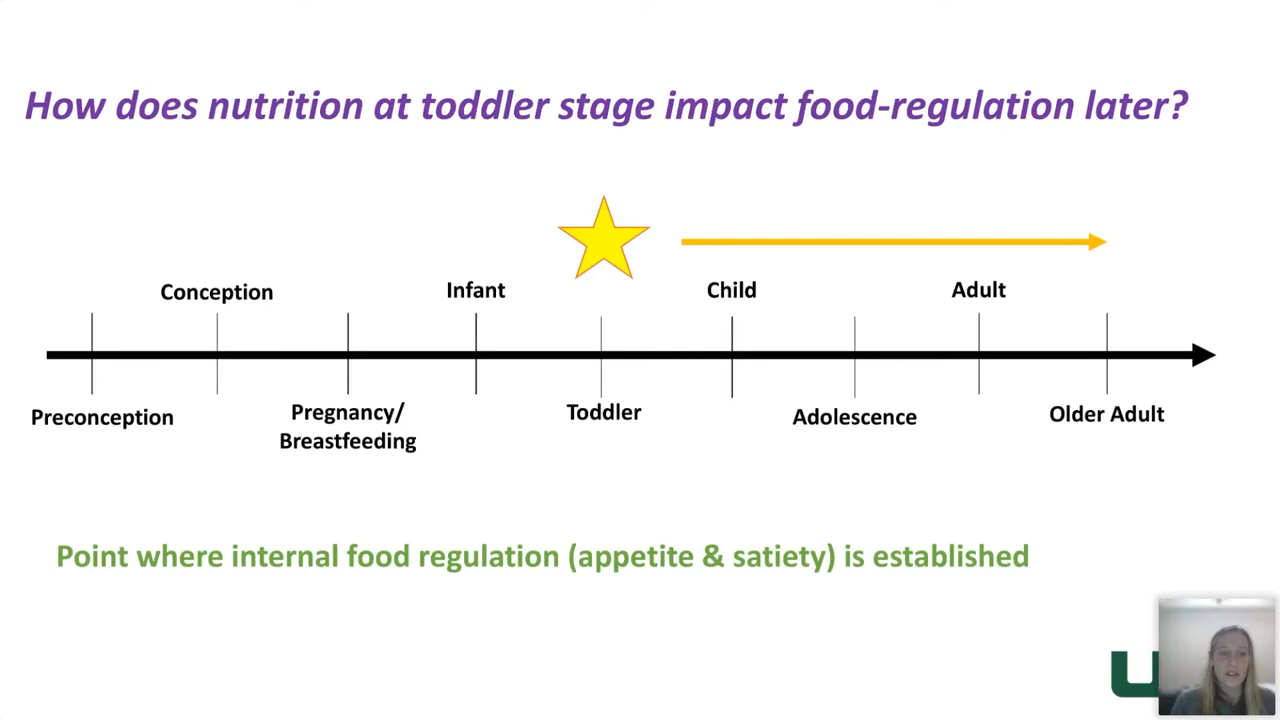 How does nutrition at toddler stage impact food-regulation later?
Conception
Infant
Child
Adult
Preconception
Pregnancy/
Breastfeeding
Toddler
Adolescence
Older Adult
Point where internal food regulation (appetite & satiety) is established